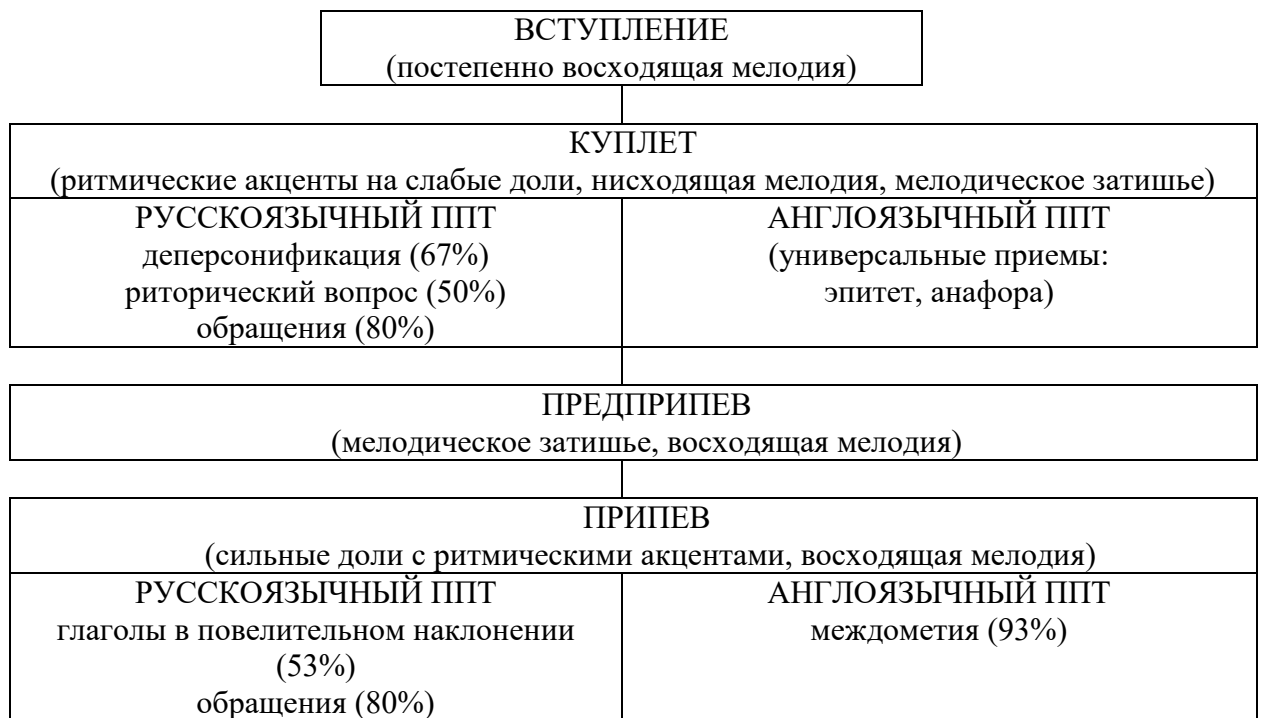 ВСТУПЛЕНИЕ
(постепенно восходящая мелодия)
КУПЛЕТ
(ритмические акценты на слабые доли, нисходящая мелодия, мелодическое затишье)
РУССКОЯЗЫЧНЫЙ ППТ
деперсонификация (67%)
риторический вопрос (50%)
обращения (80%)
АНГЛОЯЗЫЧНЫЙ ППТ
(универсальные приемы:
эпитет, анафора)
ПРЕДПРИПЕВ
(мелодическое затишье, восходящая мелодия)
ПРИПЕВ
(сильные доли с ритмическими акцентами, восходящая мелодия)
РУССКОЯЗЫЧНЫЙ ППТ
глаголы в повелительном наклонении
(53%)
обращения (80%)
АНГЛОЯЗЫЧНЫЙ ППТ
междометия (93%)